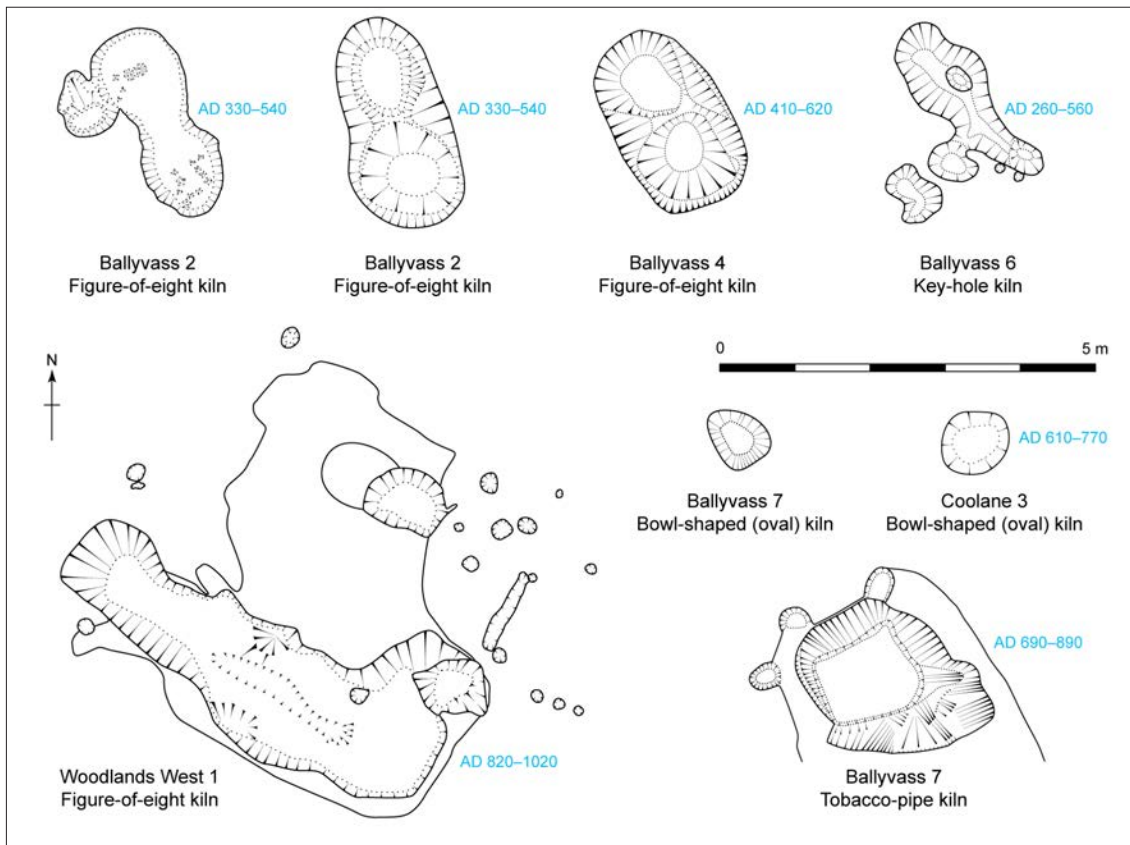 AD 330–540
Ballyvass 2
Figure-of-eight kiln
AD 330–540
Ballyvass 2
Figure-of-eight kiln
AD 410–620
Ballyvass 4
Figure-of-eight kiln
AD 260–560
Ballyvass 6
Key-hole kiln
N
0
5 m
Ballyvass 7
Bowl-shaped (oval) kiln
AD 610–770
Coolane 3
Bowl-shaped (oval) kiln
AD 820–1020
Woodlands West 1
Figure-of-eight kiln
AD 690–890
Ballyvass 7
Tobacco-pipe kiln